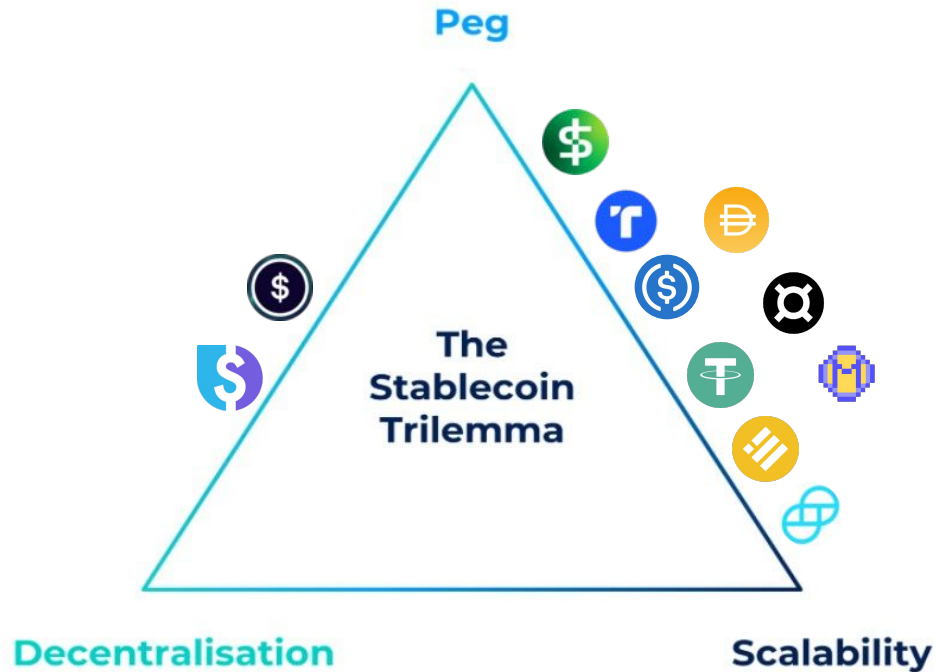 Peg
The
Stablecoin
Trilemma
Decentralisation
Scalability